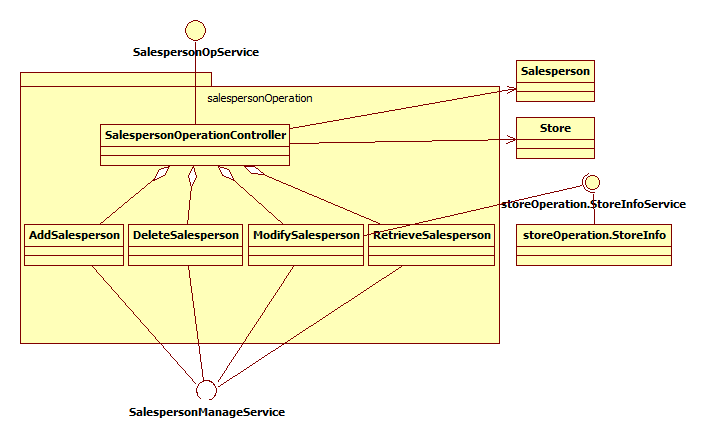 SalespersonOpService
Salesperson
salespersonOperation
SalespersonOperationController
Store
storeOperation.StoreInfoService
AddSalesperson
DeleteSalesperson
ModifySalesperson
RetrieveSalesperson
storeOperation.StoreInfo
SalespersonManageService